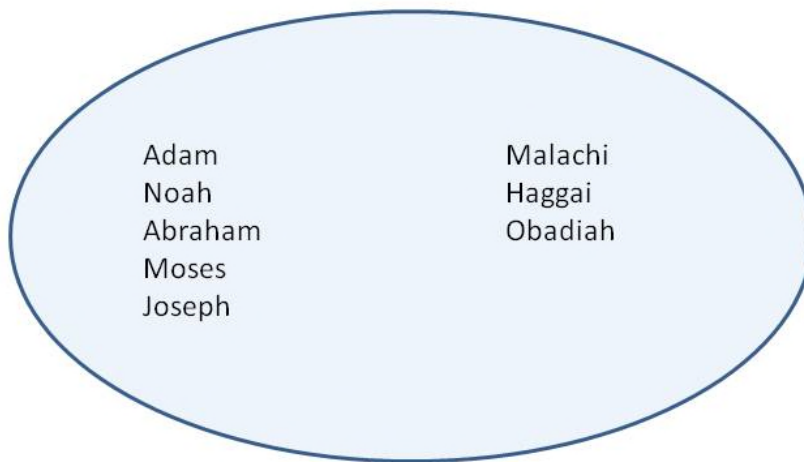 Adam
Noah
Abraham
Moses
Joseph
Malachi
Haggai
Obadiah